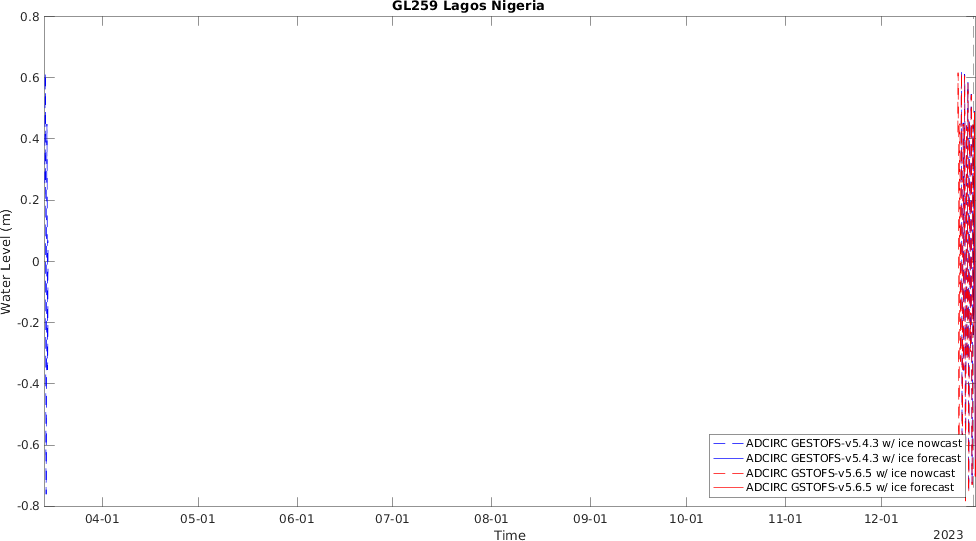 GL259 Lagos Nigeria
Water Level (m)
0.8
0.6
0.4
0.2
0
-0.2
-0.4
-0.6
-0.8
ADCIRC GESTOFS-v5.4.3 w/ ice nowcast
ADCIRC GESTOFS-v5.4.3 w/ ice forecast
ADCIRC GSTOFS-v5.6.5 w/ ice nowcast
ADCIRC GSTOFS-v5.6.5 w/ ice forecast
04-01 05-01 06-01 07-01 08-01 09-01 10-01 11-01 12-01
Time
2023